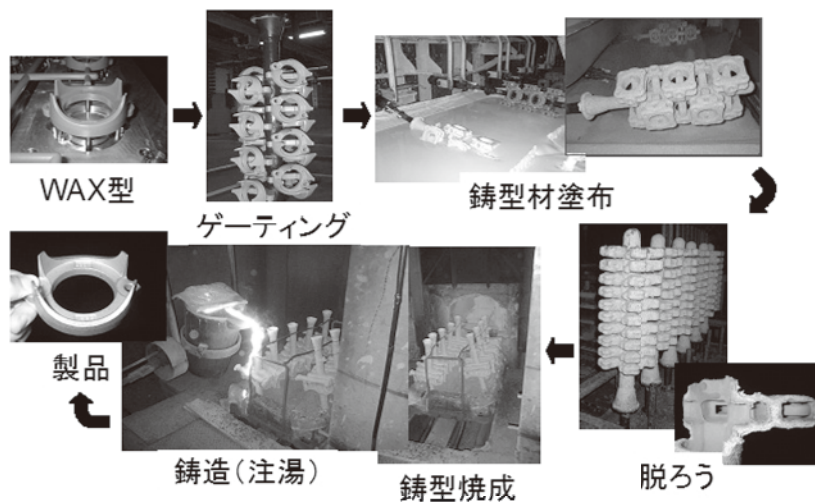 WAX型
ゲーティング
鋳型材塗布
脱ろう
鋳型焼成
鋳造(注湯)
製品